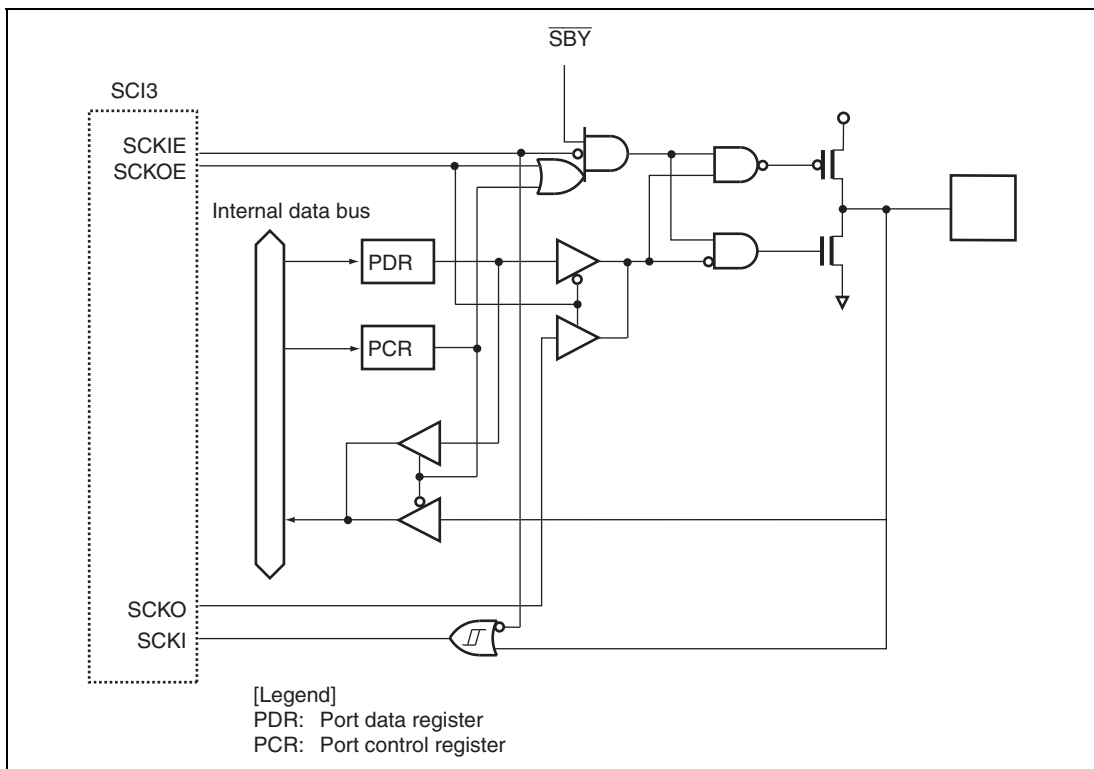 SBY
SCI3
SCKIE
SCKOE
Internal data bus
PDR
PCR
SCKO
SCKI
[Legend]
PDR: Port data register
PCR: Port control register